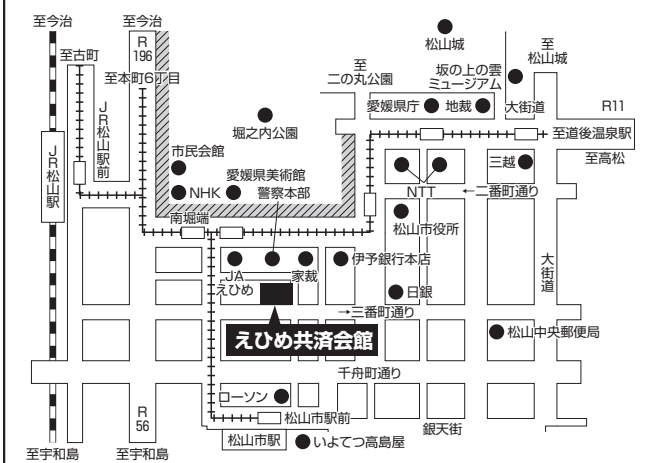 至今治
至今治
R
196
至古町
至本町6丁目
松山城
至
松山城
至
二の丸公園
坂の上の雲
ミュージアム
愛媛県庁
地裁
大街道
R11
至道後温泉駅
至高松
堀之内公園
JR松山駅前
JR松山駅
市民会館
愛媛県美術館
NHK
警察本部
三越
NTT
←二番町通り
南堀端
松山市役所
大街道
JA
えひめ
家裁
伊予銀行本店
日銀
→三番町通り
えひめ共済会館
松山中央郵便局
千舟町通り
ローソン
松山市駅前
銀天街
R
56
松山市駅
いよてつ高島屋
至宇和島
至宇和島